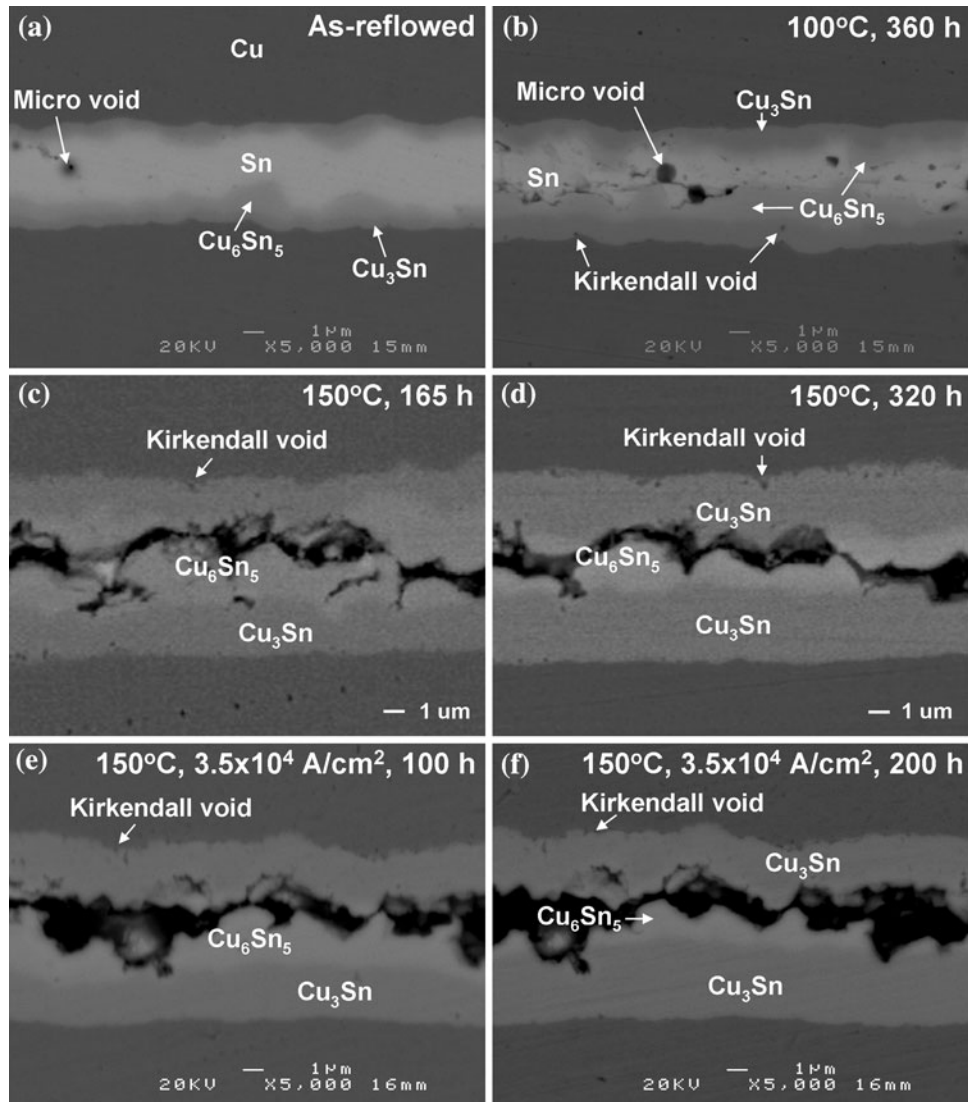 (a) As-reflowed
Cu
Micro void
Sn
Cu₆Sn₅
Cu₃Sn
1µm
20KV X5,000 15mm
(b) 100°C, 360 h
Micro void
Cu₃Sn
Sn
Cu₆Sn₅
Kirkendall void
1µm
20KV X5,000 15mm
(c) 150°C, 165 h
Kirkendall void
Cu₆Sn₅
Cu₃Sn
1 um
(d) 150°C, 320 h
Kirkendall void
Cu₃Sn
Cu₆Sn₅
Cu₃Sn
1 um
(e) 150°C, 3.5x10⁴ A/cm², 100 h
Kirkendall void
Cu₆Sn₅
Cu₃Sn
1µm
20KV X5,000 16mm
(f) 150°C, 3.5x10⁴ A/cm², 200 h
Kirkendall void
Cu₃Sn
Cu₆Sn₅
Cu₃Sn
1µm
20KV X5,000 16mm